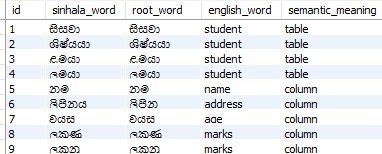 id sinhala_word root_word english_word semantic_meaning
1 සිසුවා සිසුවා student table
2 ශිෂ්යයා ශිෂ්යයා student table
3 ළමයා ළමයා student table
4 ලමයා ලමයා student table
5 නම නම name column
6 ලිපිනය ලිපින address column
7 වයස වයස age column
8 ලකුණු ලකුණු marks column
9 ලකුනු ලකුනු marks column